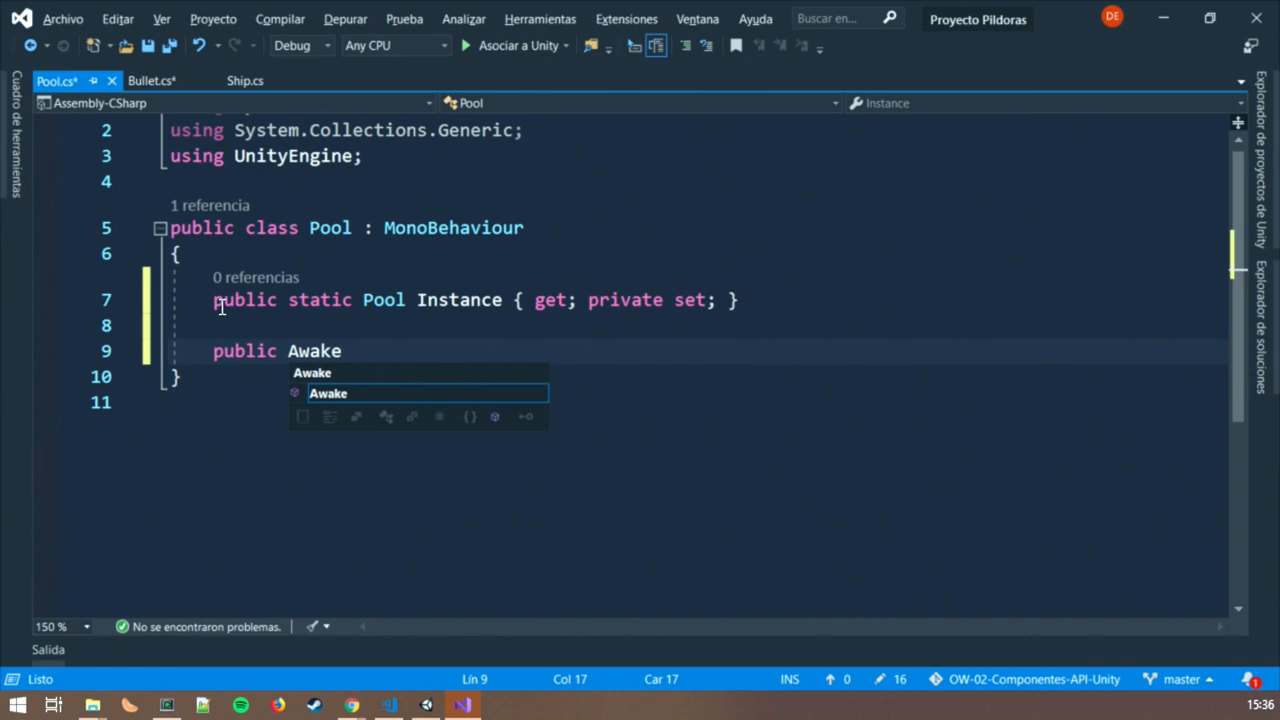 Archivo Editar Ver Proyecto Compilar Depurar Prueba Analizar Herramientas Extensiones Ventana Ayuda Buscar en... Proyecto Pildoras DE
Debug Any CPU Asociar a Unity
Pool.cs* Bullet.cs* Ship.cs
Assembly-CSharp Pool Instance
2 using System.Collections.Generic;
3 using UnityEngine;
4
1 referencia
5 public class Pool : MonoBehaviour
6 {
0 referencias
7 public static Pool Instance { get; private set; }
8
9 public Awake
Awake
10 }
Awake
11
Cuadro de herramientas
Explorador de proyectos de Unity
Explorador de soluciones
150 % No se encontraron problemas.
Salida
Listo Lín 9 Col 17 Car 17 INS 0 16 OW-02-Componentes-API-Unity master 1
15:36